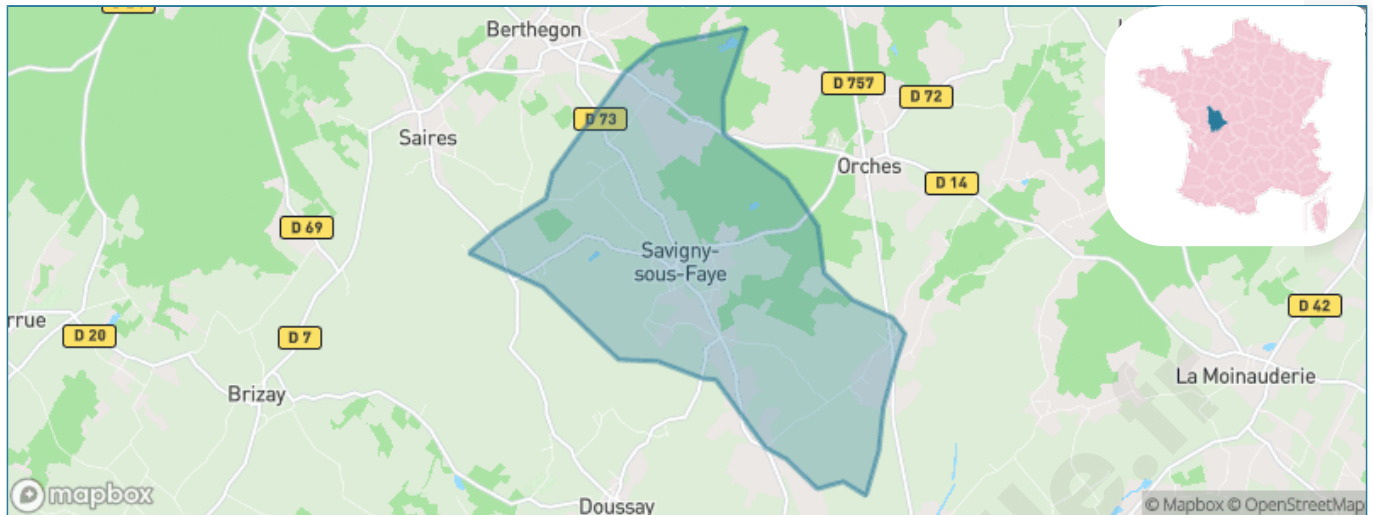 Berthegon
D 757
D 72
D 73
Saires
Orches
D 14
D 69
Savigny-
sous-Faye
D 42
D 20
D 7
La Moinauderie
Brizay
Doussay
mapbox
© Mapbox © OpenStreetMap